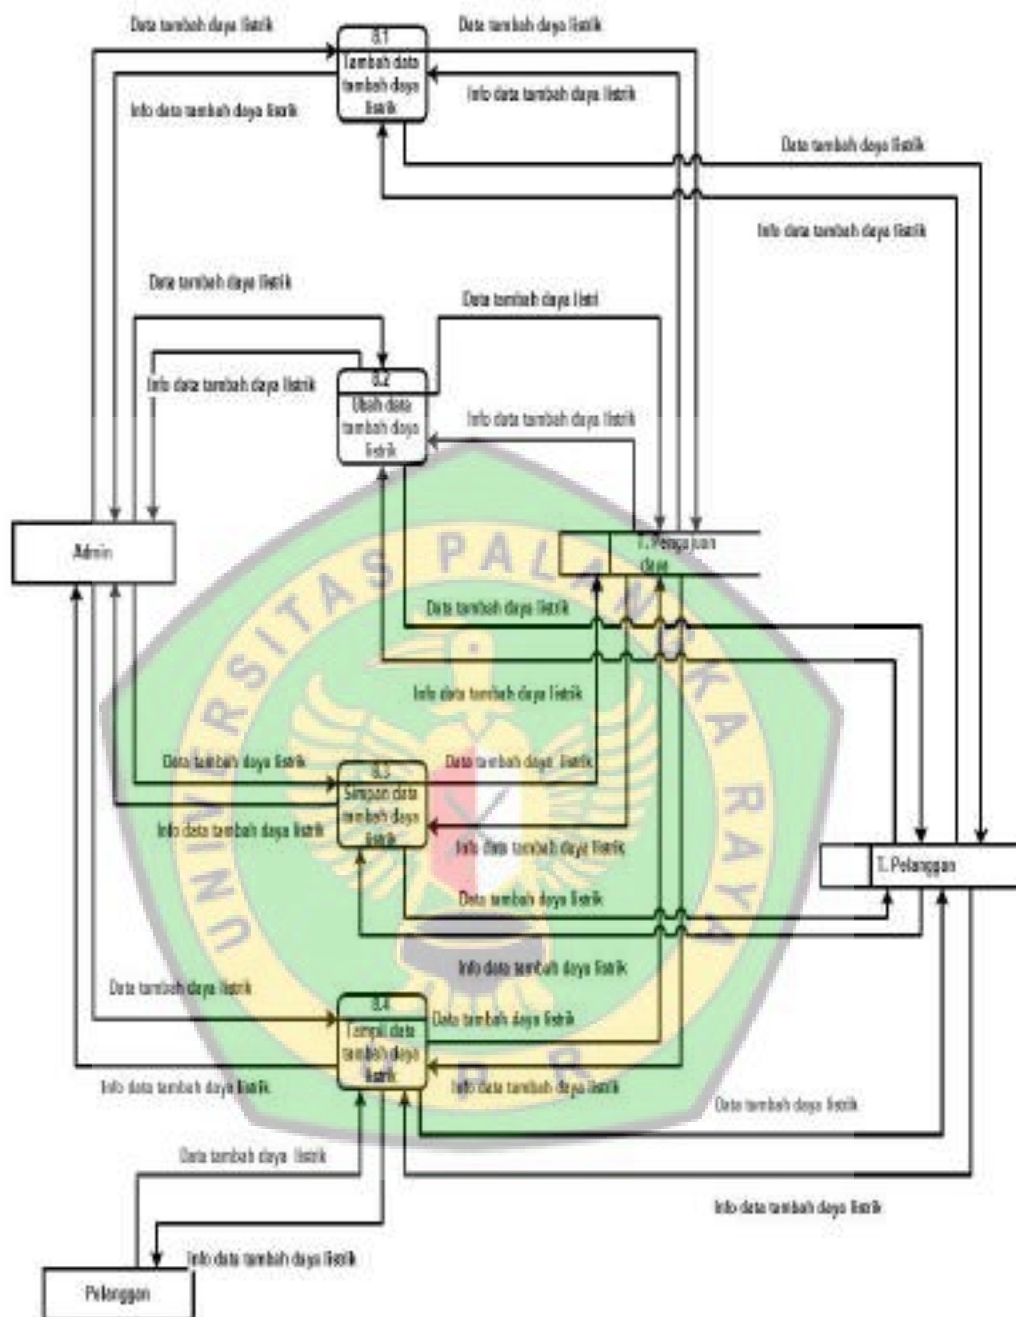 Data tambah daya listrik
Data tambah daya listrik
8.1
Tambah data
tambah daya
listrik
Info data tambah daya listrik
Info data tambah daya listrik
Data tambah daya listrik
Info data tambah daya listrik
Data tambah daya listrik
Data tambah daya listri
8.2
Ubah data
tambah daya
listrik
Info data tambah daya listrik
Info data tambah daya listrik
Admin
T. Pengajuan
daya
UNIVERSITAS PALANGKA RAYA
Data tambah daya listrik
Info data tambah daya listrik
Data tambah daya listrik
Data tambah daya listrik
8.3
Simpan data
tambah daya
listrik
Info data tambah daya listrik
Info data tambah daya listrik
T. Pelanggan
Data tambah daya listrik
Info data tambah daya listrik
Data tambah daya listrik
8.4
Tampil data
tambah daya
listrik
Data tambah daya listrik
U P R
Info data tambah daya listrik
Info data tambah daya listrik
Data tambah daya listrik
Data tambah daya listrik
Info data tambah daya listrik
Info data tambah daya listrik
Pelanggan